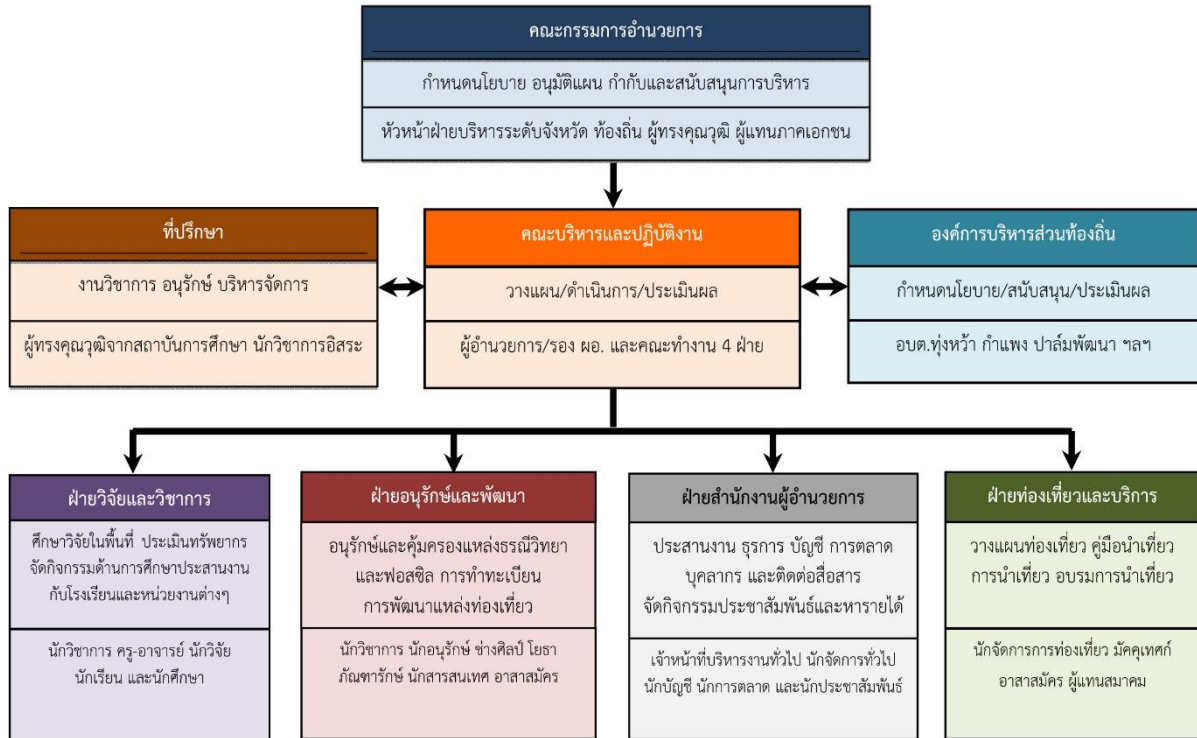 คณะกรรมการอำนวยการ
กำหนดนโยบาย อนุมัติแผน กำกับและสนับสนุนการบริหาร
หัวหน้าฝ่ายบริหารระดับจังหวัด ท้องถิ่น ผู้ทรงคุณวุฒิ ผู้แทนภาคเอกชน
ที่ปรึกษา
งานวิชาการ อนุรักษ์ บริหารจัดการ
ผู้ทรงคุณวุฒิจากสถาบันการศึกษา นักวิชาการอิสระ
คณะบริหารและปฏิบัติงาน
วางแผน/ดำเนินการ/ประเมินผล
ผู้อำนวยการ/รอง ผอ. และคณะทำงาน 4 ฝ่าย
องค์การบริหารส่วนท้องถิ่น
กำหนดนโยบาย/สนับสนุน/ประเมินผล
อบต.ทุ่งหว้า กำแพง ปาล์มพัฒนา ฯลฯ
ฝ่ายวิจัยและวิชาการ
ศึกษาวิจัยในพื้นที่ ประเมินทรัพยากร
จัดกิจกรรมด้านการศึกษาประสานงาน
กับโรงเรียนและหน่วยงานต่างๆ
นักวิชาการ ครู-อาจารย์ นักวิจัย
นักเรียน และนักศึกษา
ฝ่ายอนุรักษ์และพัฒนา
อนุรักษ์และคุ้มครองแหล่งธรณีวิทยา
และฟอสซิล การทำทะเบียน
การพัฒนาแหล่งท่องเที่ยว
นักวิชาการ นักอนุรักษ์ ช่างศิลป์ โยธา
ภัณฑารักษ์ นักสารสนเทศ อาสาสมัคร
ฝ่ายสำนักงานผู้อำนวยการ
ประสานงาน ธุรการ บัญชี การตลาด
บุคลากร และติดต่อสื่อสาร
จัดกิจกรรมประชาสัมพันธ์และหารายได้
เจ้าหน้าที่บริหารงานทั่วไป นักจัดการทั่วไป
นักบัญชี นักการตลาด และนักประชาสัมพันธ์
ฝ่ายท่องเที่ยวและบริการ
วางแผนท่องเที่ยว คู่มือนำเที่ยว
การนำเที่ยว อบรมการนำเที่ยว
นักจัดการการท่องเที่ยว มัคคุเทศก์
อาสาสมัคร ผู้แทนสมาคม